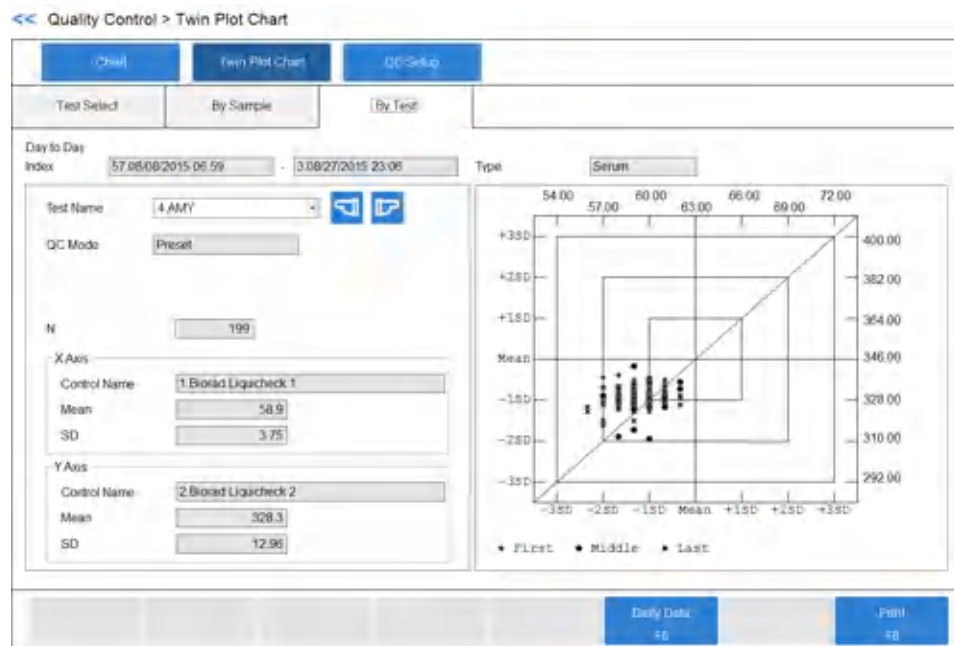 << Quality Control > Twin Plot Chart
Chart Twin Plot Chart QC Setup
Test Select By Sample By Test
Day to Day
Index 57.08/08/2015 06:59 - 3.08/27/2015 23:06 Type Serum
Test Name 4.AMY
QC Mode Preset
N 199
X Axis
Control Name 1.Biorad Liquicheck 1
Mean 58.9
SD 3.75
Y Axis
Control Name 2.Biorad Liquicheck 2
Mean 328.3
SD 12.96
54.00 60.00 66.00 72.00
57.00 63.00 69.00
+3SD 400.00
+2SD 382.00
+1SD 364.00
Mean 346.00
-1SD 328.00
-2SD 310.00
-3SD 292.00
-3SD -2SD -1SD Mean +1SD +2SD +3SD
First Middle Last
Daily Data Print